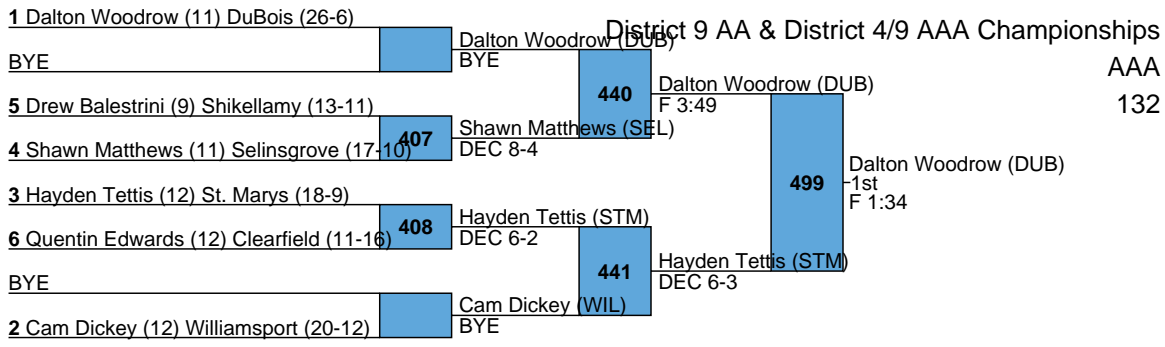 District 9 AA & District 4/9 AAA Championships
AAA
132
1 Dalton Woodrow (11) DuBois (26-6)
BYE
Dalton Woodrow (DUB)
BYE
5 Drew Balestrini (9) Shikellamy (13-11)
4 Shawn Matthews (11) Selinsgrove (17-10)
407
Shawn Matthews (SEL)
DEC 8-4
440
Dalton Woodrow (DUB)
F 3:49
3 Hayden Tettis (12) St. Marys (18-9)
6 Quentin Edwards (12) Clearfield (11-16)
408
Hayden Tettis (STM)
DEC 6-2
BYE
2 Cam Dickey (12) Williamsport (20-12)
Cam Dickey (WIL)
BYE
441
Hayden Tettis (STM)
DEC 6-3
499
Dalton Woodrow (DUB)
1st
F 1:34